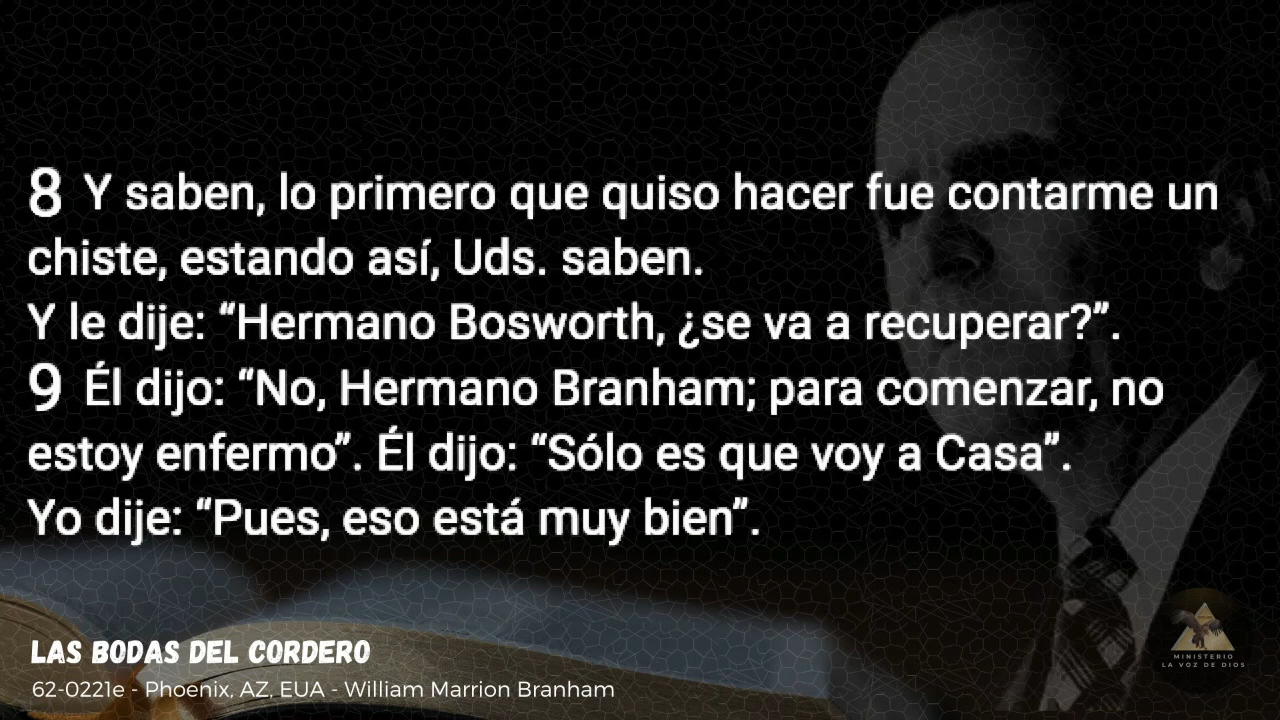 8 Y saben, lo primero que quiso hacer fue contarme un
chiste, estando así, Uds. saben.
Y le dije: “Hermano Bosworth, ¿se va a recuperar?”.
9 Él dijo: “No, Hermano Branham; para comenzar, no
estoy enfermo”. Él dijo: “Sólo es que voy a Casa”.
Yo dije: “Pues, eso está muy bien”.
LAS BODAS DEL CORDERO
62-0221e - Phoenix, AZ, EUA - William Marrion Branham
MINISTERIO
LA VOZ DE DIOS